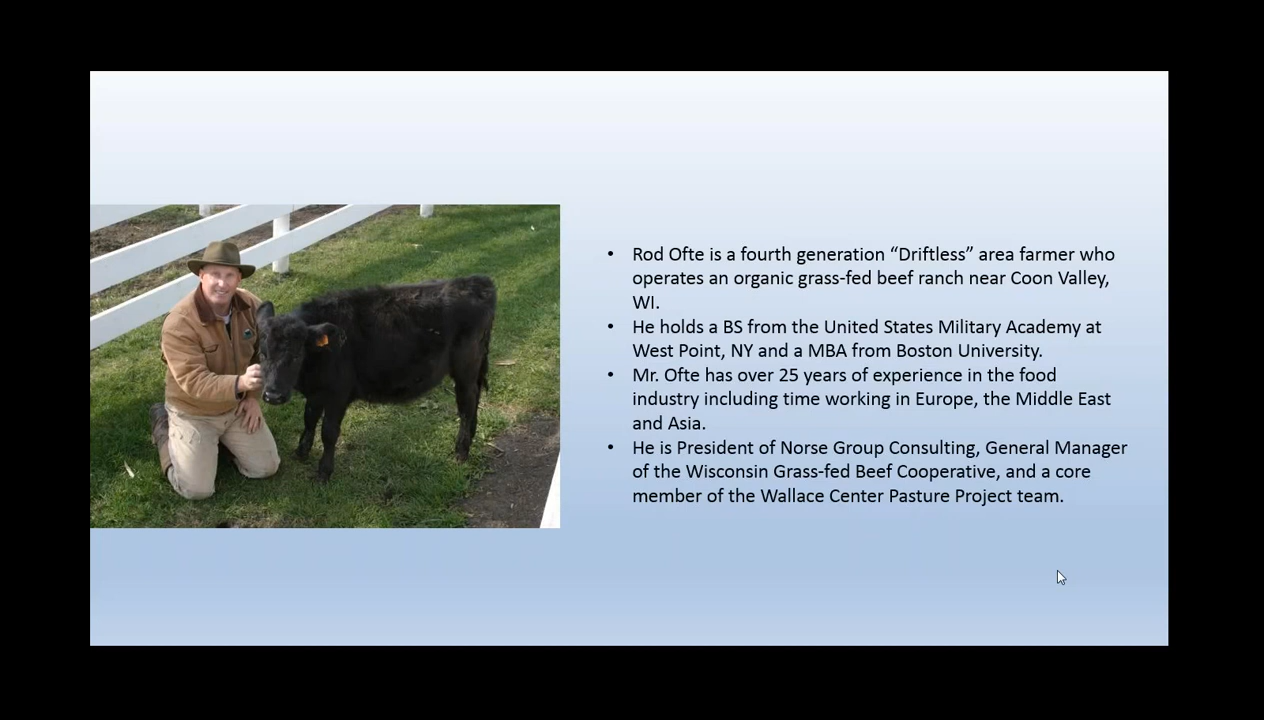 • Rod Ofte is a fourth generation “Driftless” area farmer who
operates an organic grass-fed beef ranch near Coon Valley,
WI.
• He holds a BS from the United States Military Academy at
West Point, NY and a MBA from Boston University.
• Mr. Ofte has over 25 years of experience in the food
industry including time working in Europe, the Middle East
and Asia.
• He is President of Norse Group Consulting, General Manager
of the Wisconsin Grass-fed Beef Cooperative, and a core
member of the Wallace Center Pasture Project team.